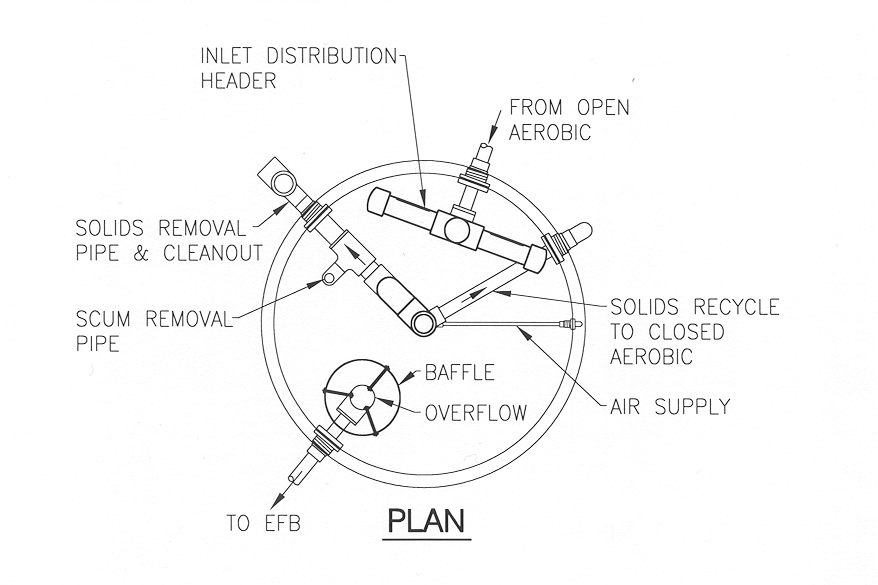 INLET DISTRIBUTION
HEADER
FROM OPEN
AEROBIC
SOLIDS REMOVAL
PIPE & CLEANOUT
SCUM REMOVAL
PIPE
SOLIDS RECYCLE
TO CLOSED
AEROBIC
BAFFLE
OVERFLOW
AIR SUPPLY
TO EFB
PLAN